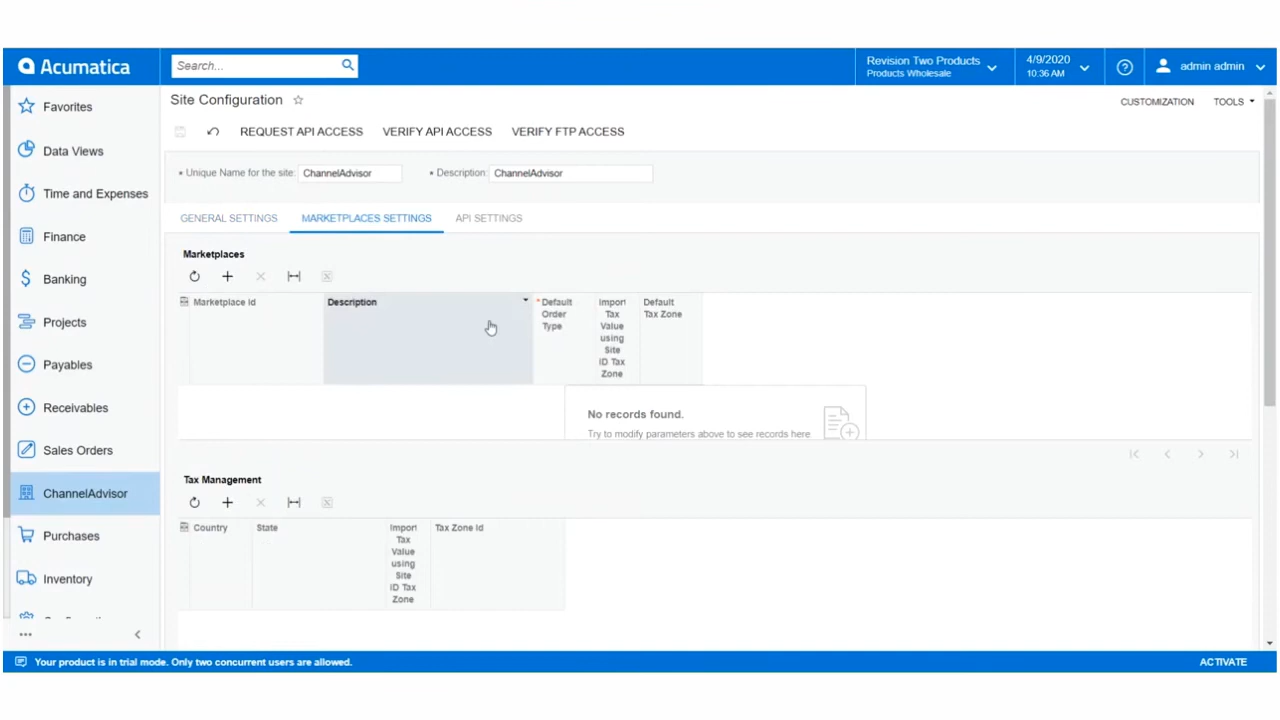 Acumatica
Search...
Revision Two Products
Products Wholesale
4/9/2020
10:36 AM
admin admin
Favorites
Data Views
Time and Expenses
Finance
Banking
Projects
Payables
Receivables
Sales Orders
ChannelAdvisor
Purchases
Inventory
Site Configuration
CUSTOMIZATION
TOOLS
REQUEST API ACCESS
VERIFY API ACCESS
VERIFY FTP ACCESS
Unique Name for the site:
ChannelAdvisor
Description:
ChannelAdvisor
GENERAL SETTINGS
MARKETPLACES SETTINGS
API SETTINGS
Marketplaces
Marketplace Id
Description
Default
Order
Type
Import
Tax
Value
using
Site
ID Tax
Zone
Default
Tax Zone
No records found.
Try to modify parameters above to see records here
Tax Management
Country
State
Import
Tax
Value
using
Site
ID Tax
Zone
Tax Zone Id
Your product is in trial mode. Only two concurrent users are allowed.
ACTIVATE